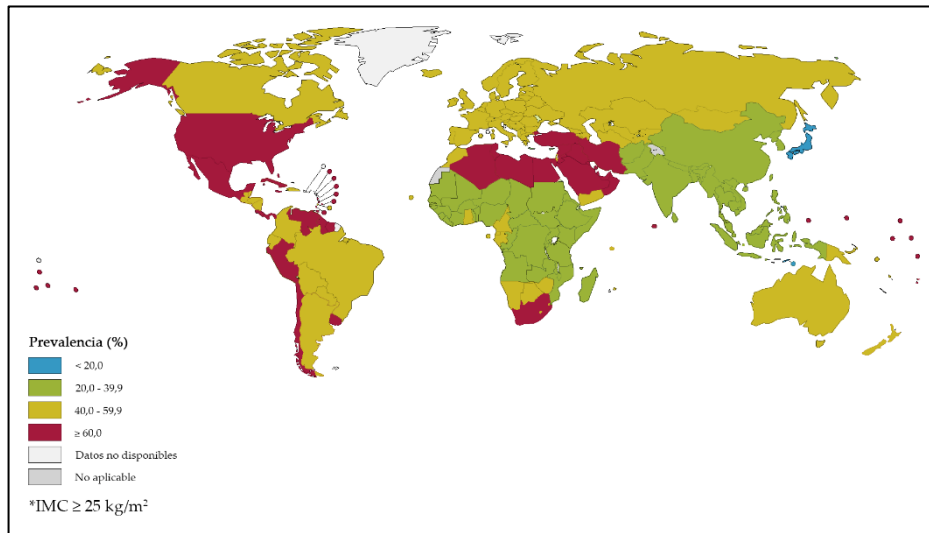 Prevalencia (%)
< 20,0
20,0 - 39,9
40,0 - 59,9
≥ 60,0
Datos no disponibles
No aplicable
*IMC ≥ 25 kg/m²